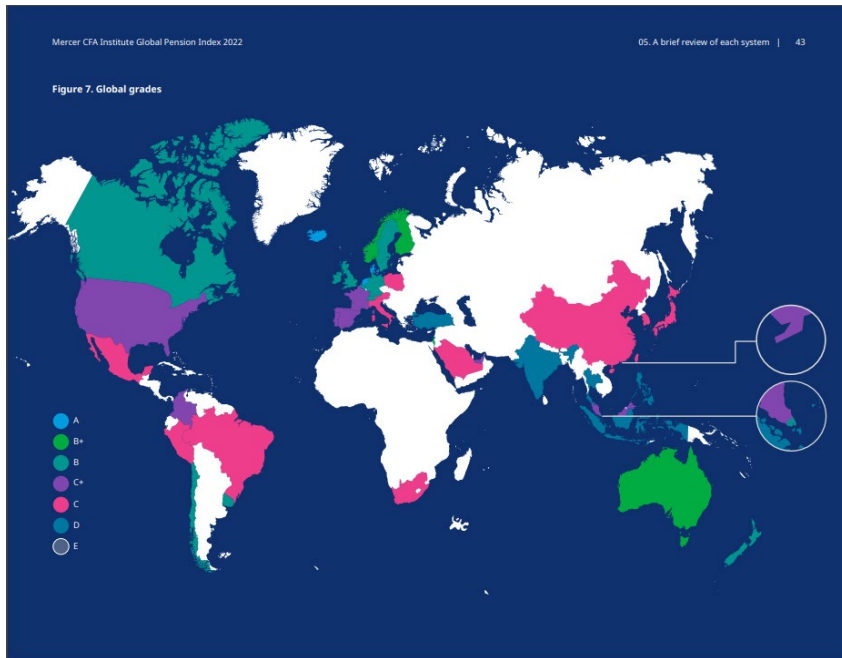 Mercer CFA Institute Global Pension Index 2022
05. A brief review of each system | 43
Figure 7. Global grades
A
B+
B
C+
C
D
E